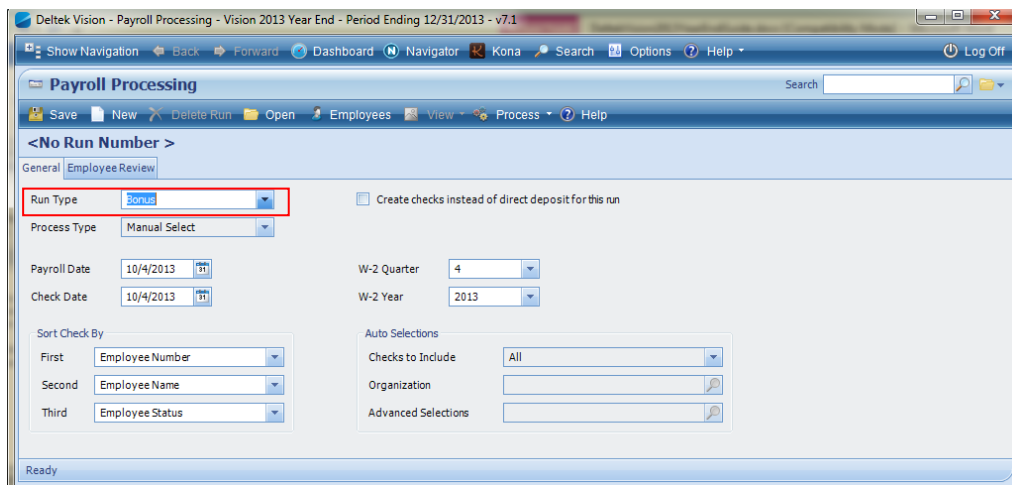 Deltek Vision - Payroll Processing - Vision 2013 Year End - Period Ending 12/31/2013 - v7.1
Show Navigation Back Forward Dashboard N Navigator K Kona Search Options ? Help Log Off
Payroll Processing Search
Save New Delete Run Open Employees View Process ? Help
<No Run Number >
General Employee Review
Run Type Bonus Create checks instead of direct deposit for this run
Process Type Manual Select
Payroll Date 10/4/2013 31 W-2 Quarter 4
Check Date 10/4/2013 31 W-2 Year 2013
Sort Check By Auto Selections
First Employee Number Checks to Include All
Second Employee Name Organization
Third Employee Status Advanced Selections
Ready